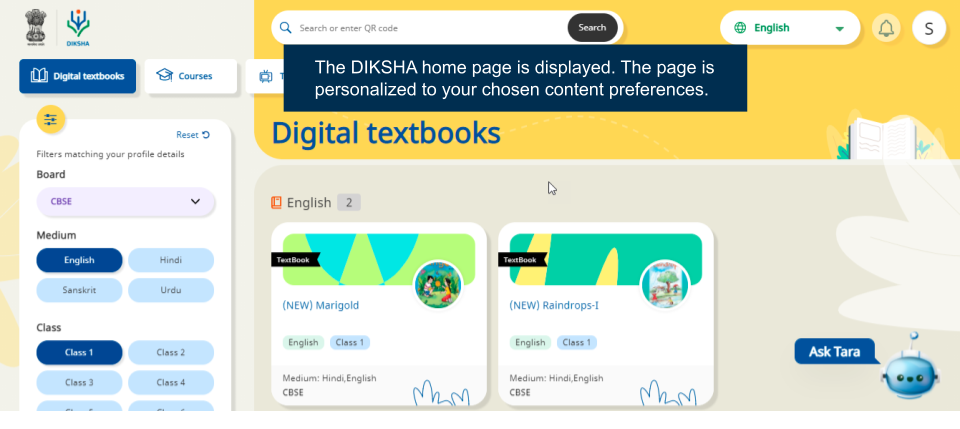 DIKSHA
Search or enter QR code
Search
English
S
Digital textbooks
Courses
The DIKSHA home page is displayed. The page is
personalized to your chosen content preferences.
Digital textbooks
Reset
Filters matching your profile details
Board
CBSE
Medium
English
Hindi
Sanskrit
Urdu
Class
Class 1
Class 2
Class 3
Class 4
English 2
TextBook
(NEW) Marigold
English Class 1
Medium: Hindi,English
CBSE
TextBook
(NEW) Raindrops-I
English Class 1
Medium: Hindi,English
CBSE
Ask Tara